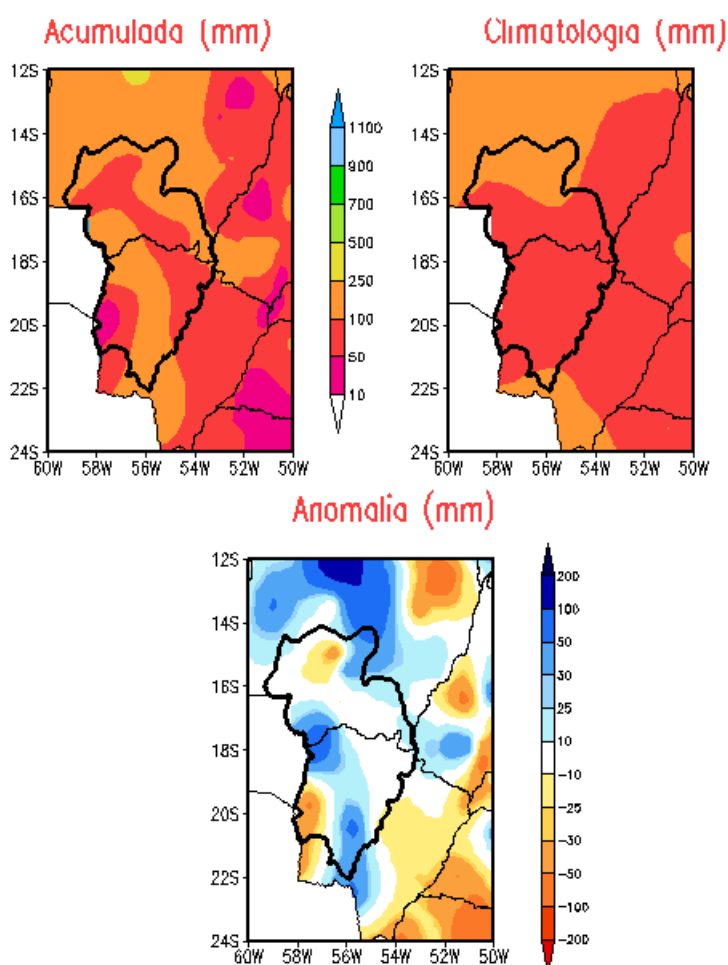 Acumulada (mm)
Climatologia (mm)
12S
14S
16S
18S
20S
22S
24S
60W 58W 56W 54W 52W 50W
1100
900
700
500
250
100
50
10
12S
14S
16S
18S
20S
22S
24S
60W 58W 56W 54W 52W 50W
Anomalia (mm)
12S
14S
16S
18S
20S
22S
24S
60W 58W 56W 54W 52W 50W
200
100
50
30
25
10
-10
-25
-30
-50
-100
-200